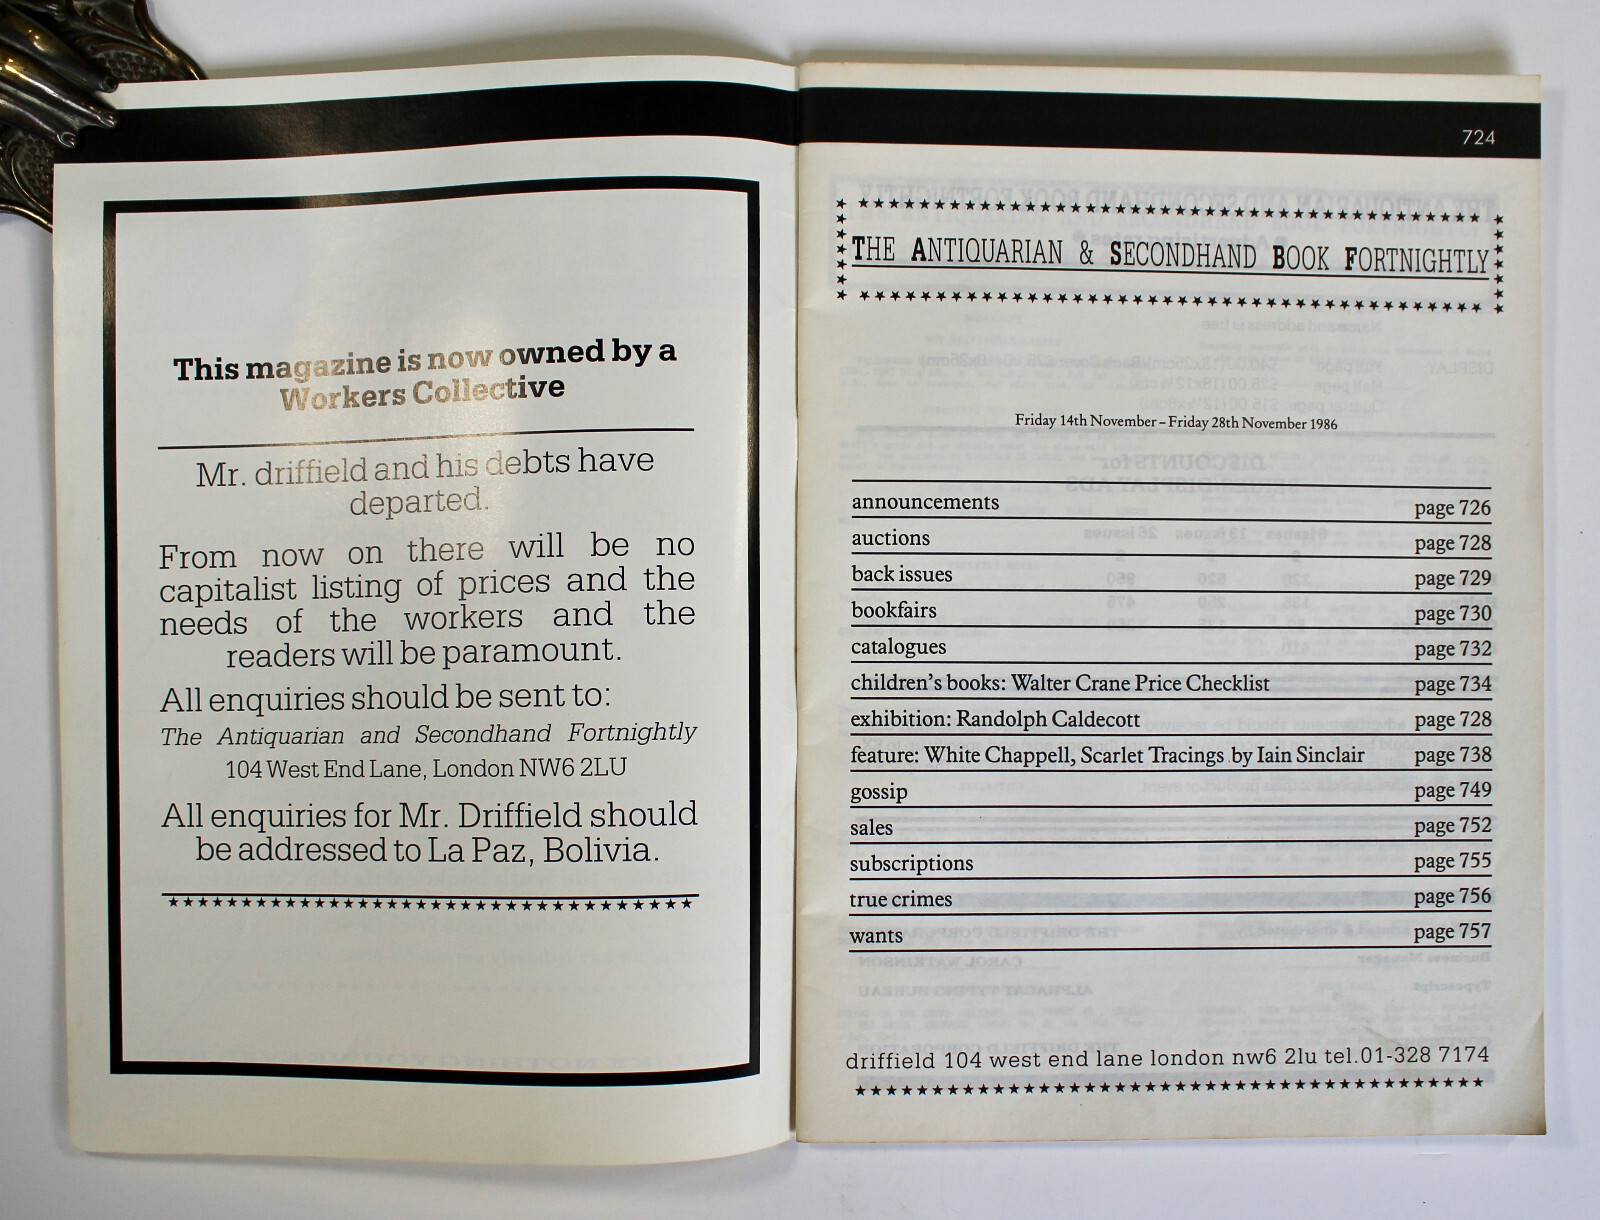 This magazine is now owned by a
Workers Collective
Mr. driffield and his debts have
departed.
From now on there will be no
capitalist listing of prices and the
needs of the workers and the
readers will be paramount.
All enquiries should be sent to:
The Antiquarian and Secondhand Fortnightly
104 West End Lane, London NW6 2LU
All enquiries for Mr. Driffield should
be addressed to La Paz, Bolivia.
724
THE ANTIQUARIAN & SECONDHAND BOOK FORTNIGHTLY
Friday 14th November – Friday 28th November 1986
announcements page 726
auctions page 728
back issues page 729
bookfairs page 730
catalogues page 732
children's books: Walter Crane Price Checklist page 734
exhibition: Randolph Caldecott page 728
feature: White Chappell, Scarlet Tracings by Iain Sinclair page 738
gossip page 749
sales page 752
subscriptions page 755
true crimes page 756
wants page 757
driffield 104 west end lane london nw6 2lu tel.01-328 7174